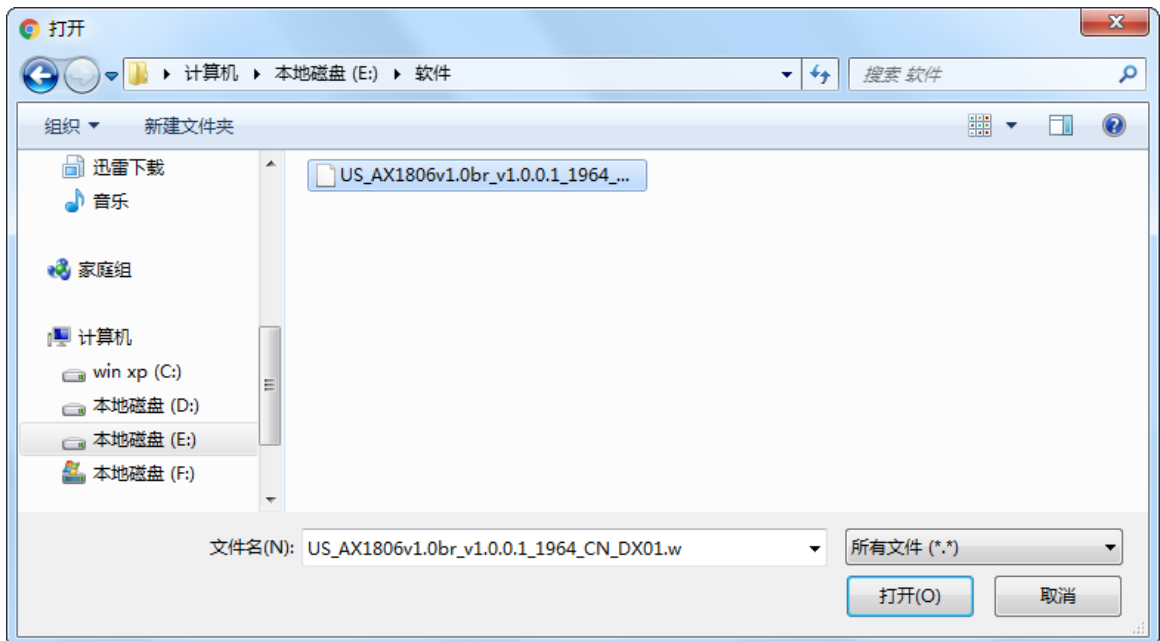 打开
计算机 本地磁盘 (E:) 软件
搜索 软件
组织 新建文件夹
迅雷下载
音乐
家庭组
计算机
win xp (C:)
本地磁盘 (D:)
本地磁盘 (E:)
本地磁盘 (F:)
US_AX1806v1.0br_v1.0.0.1_1964_...
文件名(N): US_AX1806v1.0br_v1.0.0.1_1964_CN_DX01.w
所有文件 (*.*)
打开(O) 取消